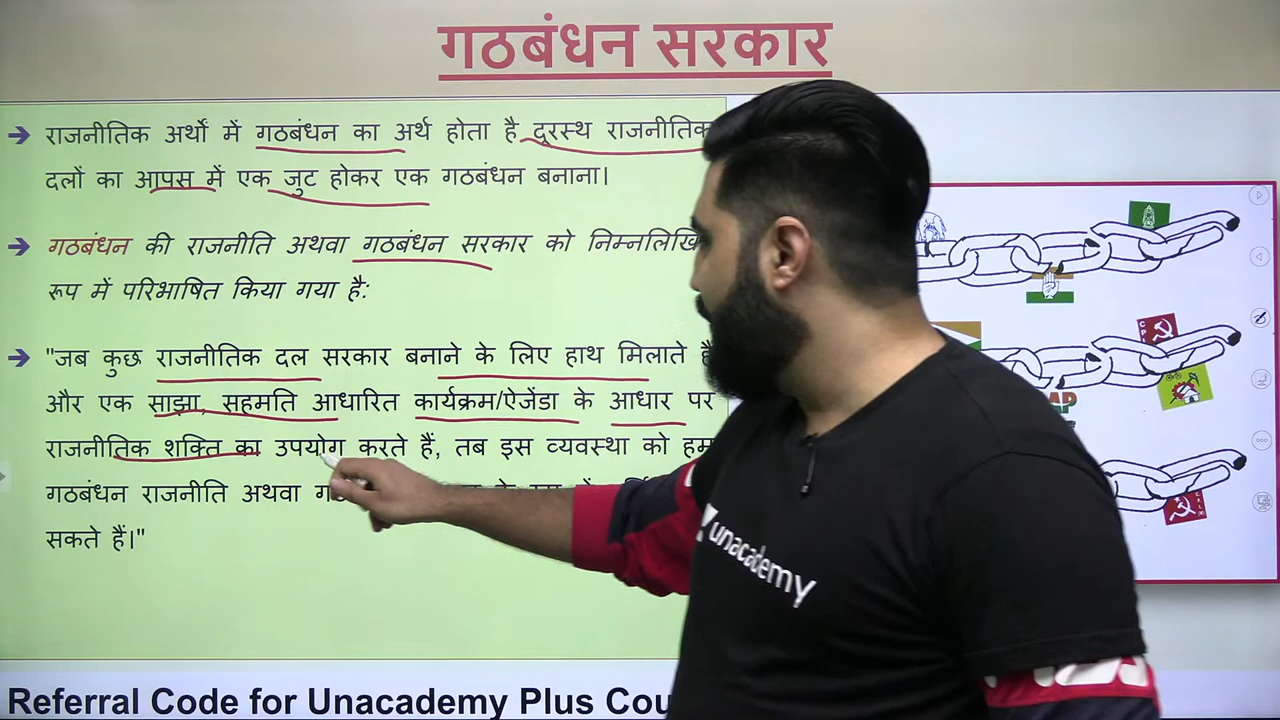 गठबंधन सरकार
राजनीतिक अर्थों में गठबंधन का अर्थ होता है दूरस्थ राजनीतिक
दलों का आपस में एक जुट होकर एक गठबंधन बनाना।
गठबंधन की राजनीति अथवा गठबंधन सरकार को
रूप में परिभाषित किया गया है:
"जब कुछ राजनीतिक दल सरकार बनाने के लिए हाथ मिलाते
और एक साझा, सहमति आधारित कार्यक्रम/ऐजेंडा के आधार पर
राजनीतिक शक्ति का उपयोग करते हैं, तब इस व्यवस्था को हम
गठबंधन राजनीति अथवा
सकते हैं।"
unacademy
Referral Code for Unacademy Plus